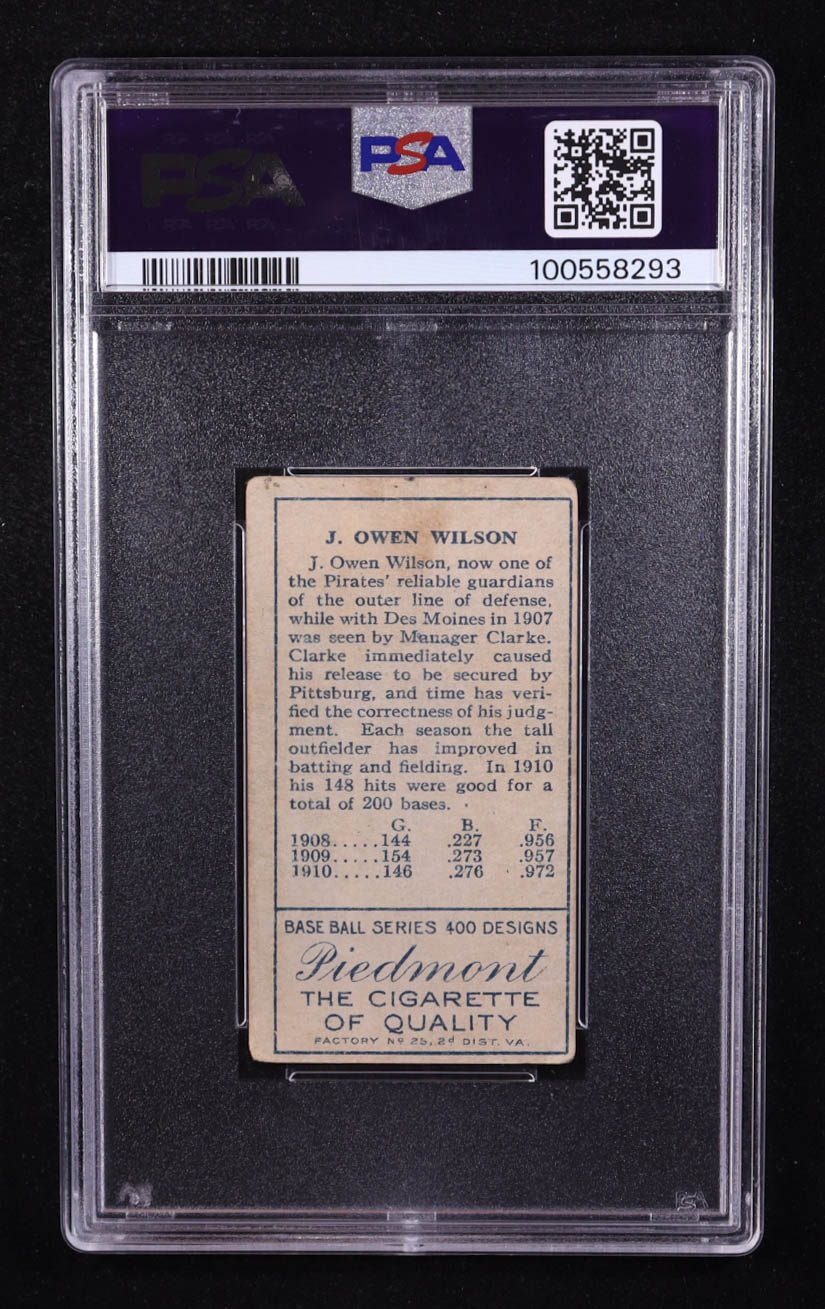 PSA
PSA
PSA PSA PSA
100558293
J. OWEN WILSON
J. Owen Wilson, now one of
the Pirates' reliable guardians
of the outer line of defense,
while with Des Moines in 1907
was seen by Manager Clarke.
Clarke immediately caused
his release to be secured by
Pittsburg, and time has veri-
fied the correctness of his judg-
ment. Each season the tall
outfielder has improved in
batting and fielding. In 1910
his 148 hits were good for a
total of 200 bases.
G. B. F.
1908.....144 .227 .956
1909.....154 .273 .957
1910.....146 .276 .972
BASE BALL SERIES 400 DESIGNS
Piedmont
THE CIGARETTE
OF QUALITY
FACTORY Nº 25, 2d DIST. VA.
PSA